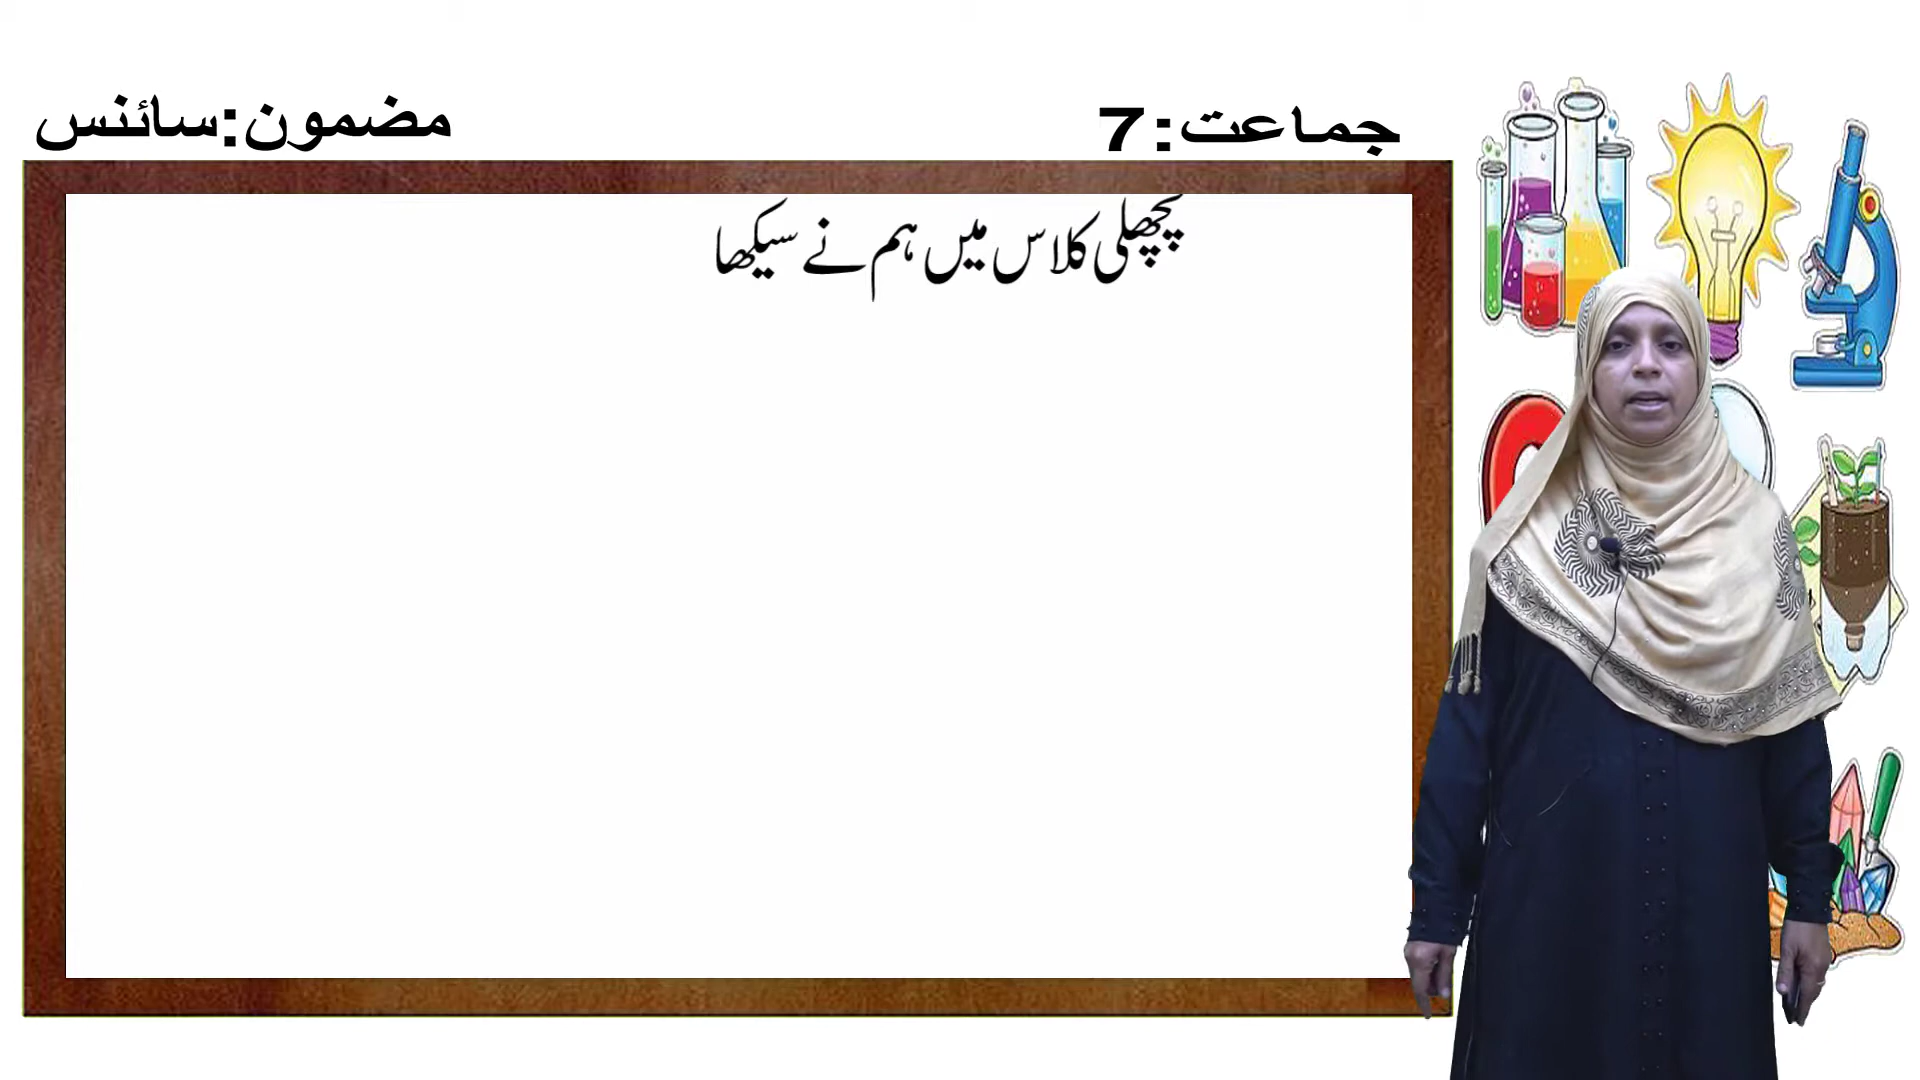 جماعت:7
مضمون:سائنس
پچھلی کلاس میں ہم نے سیکھا